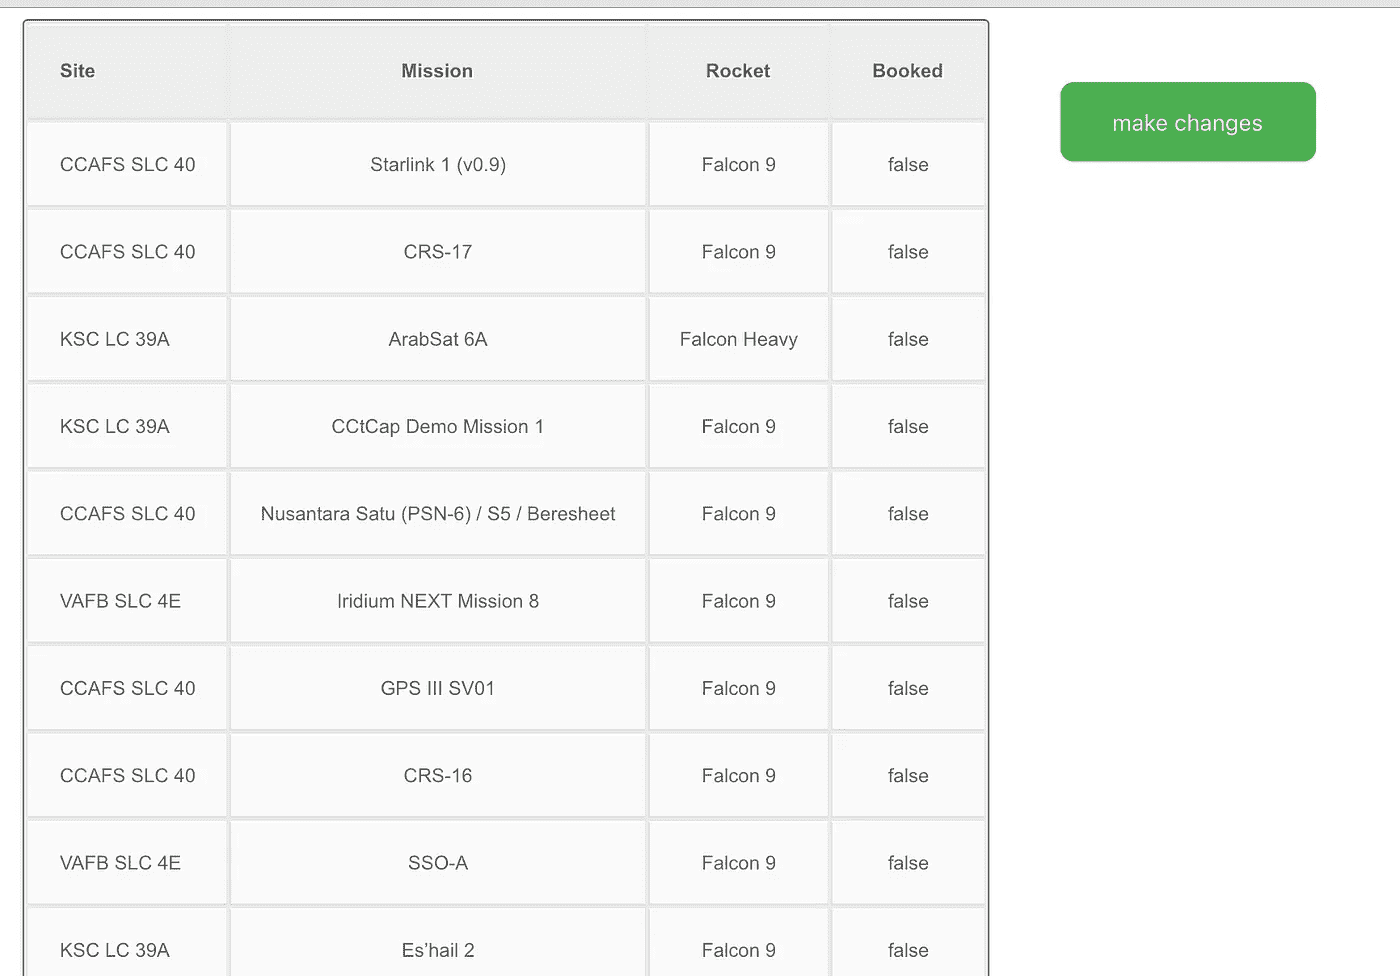 Site Mission Rocket Booked
make changes
CCAFS SLC 40 Starlink 1 (v0.9) Falcon 9 false
CCAFS SLC 40 CRS-17 Falcon 9 false
KSC LC 39A ArabSat 6A Falcon Heavy false
KSC LC 39A CCtCap Demo Mission 1 Falcon 9 false
CCAFS SLC 40 Nusantara Satu (PSN-6) / S5 / Beresheet Falcon 9 false
VAFB SLC 4E Iridium NEXT Mission 8 Falcon 9 false
CCAFS SLC 40 GPS III SV01 Falcon 9 false
CCAFS SLC 40 CRS-16 Falcon 9 false
VAFB SLC 4E SSO-A Falcon 9 false
KSC LC 39A Es’hail 2 Falcon 9 false